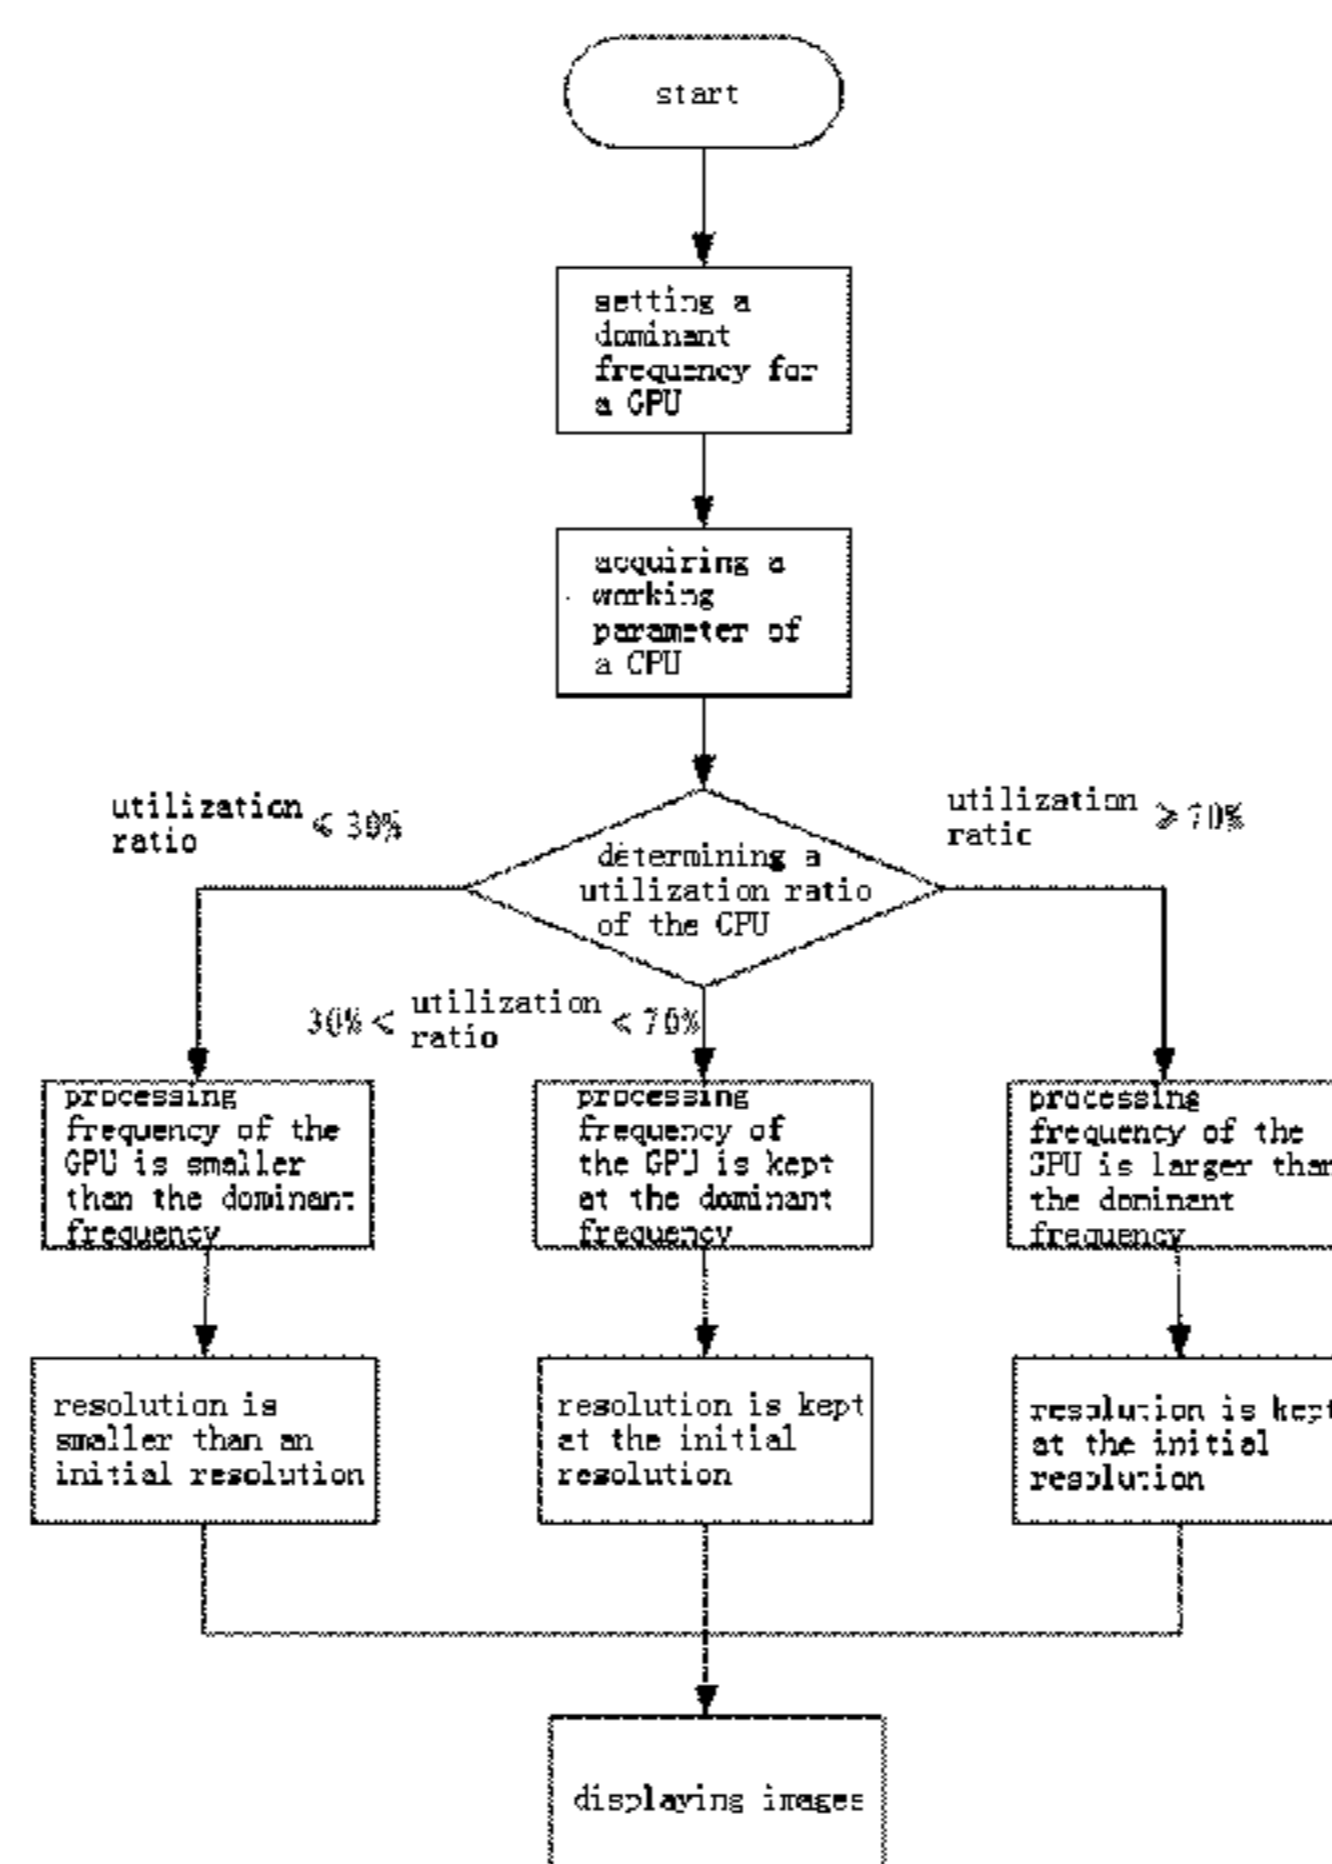 start
setting a
dominant
frequency for
a GPU
acquiring a
working
parameter of
a CPU
utilization
ratio
⩽ 30%
utilization
ratio
⩾ 70%
determining a
utilization ratio
of the CPU
30% <
utilization
ratio
< 70%
processing
frequency of the
GPU is smaller
than the dominant
frequency
processing
frequency of
the GPU is kept
at the dominant
frequency
processing
frequency of the
GPU is larger than
the dominant
frequency
resolution is
smaller than an
initial resolution
resolution is kept
at the initial
resolution
resolution is kept
at the initial
resolution
displaying images